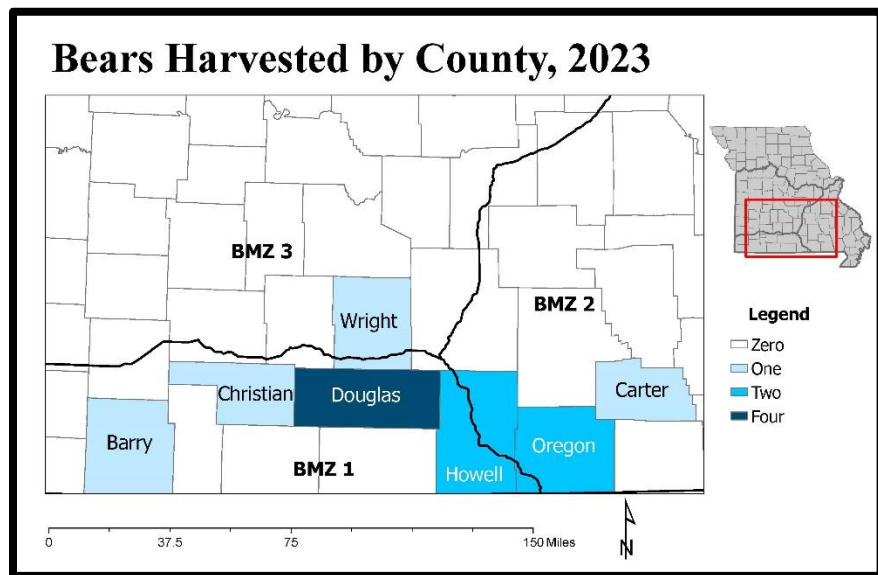 Bears Harvested by County, 2023
BMZ 3
BMZ 2
Wright
Christian
Douglas
Carter
Barry
Oregon
BMZ 1
Howell
Legend
Zero
One
Two
Four
0 37.5 75 150 Miles
N